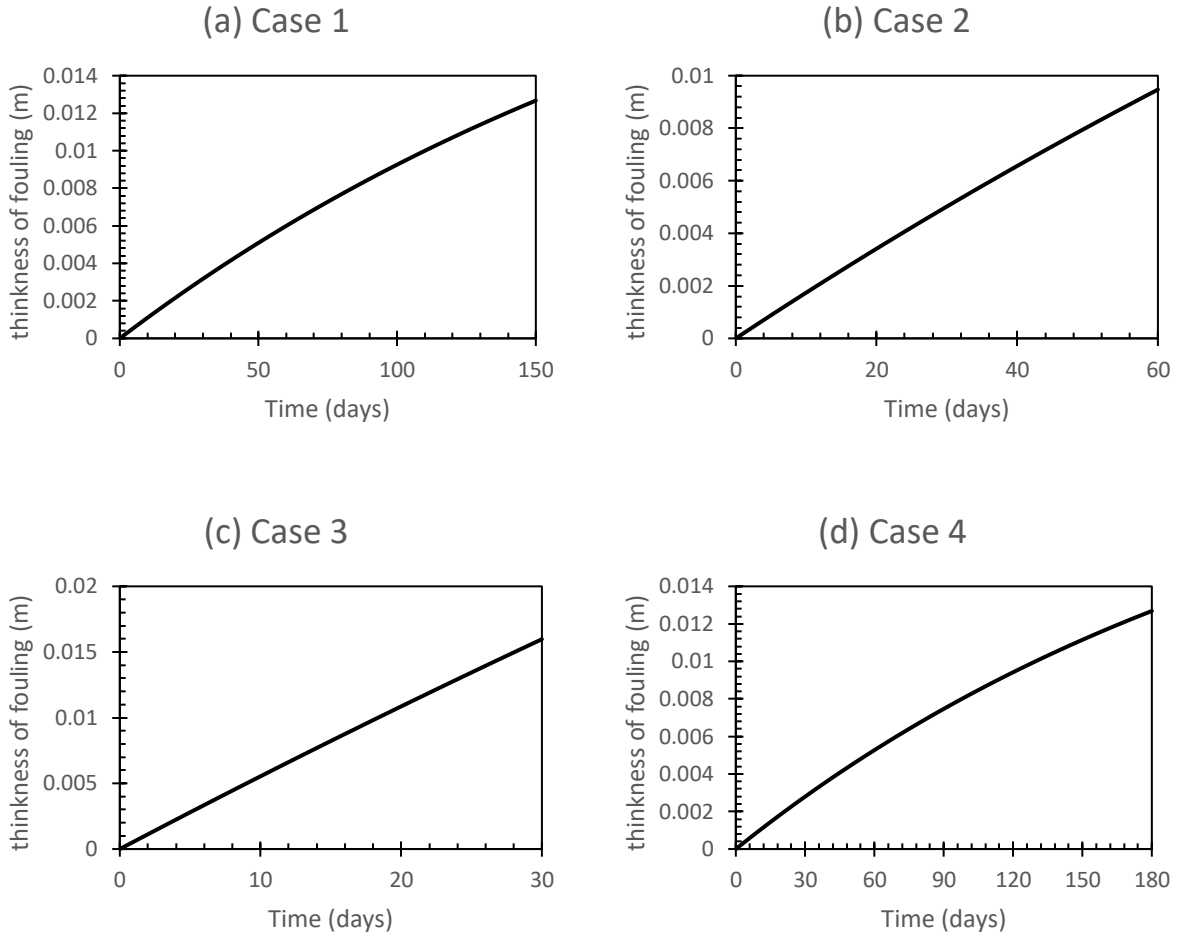 (a) Case 1
thinkness of fouling (m)
0.014
0.012
0.01
0.008
0.006
0.004
0.002
0
0 50 100 150
Time (days)
(b) Case 2
thinkness of fouling (m)
0.01
0.008
0.006
0.004
0.002
0
0 20 40 60
Time (days)
(c) Case 3
thinkness of fouling (m)
0.02
0.015
0.01
0.005
0
0 10 20 30
Time (days)
(d) Case 4
thinkness of fouling (m)
0.014
0.012
0.01
0.008
0.006
0.004
0.002
0
0 30 60 90 120 150 180
Time (days)